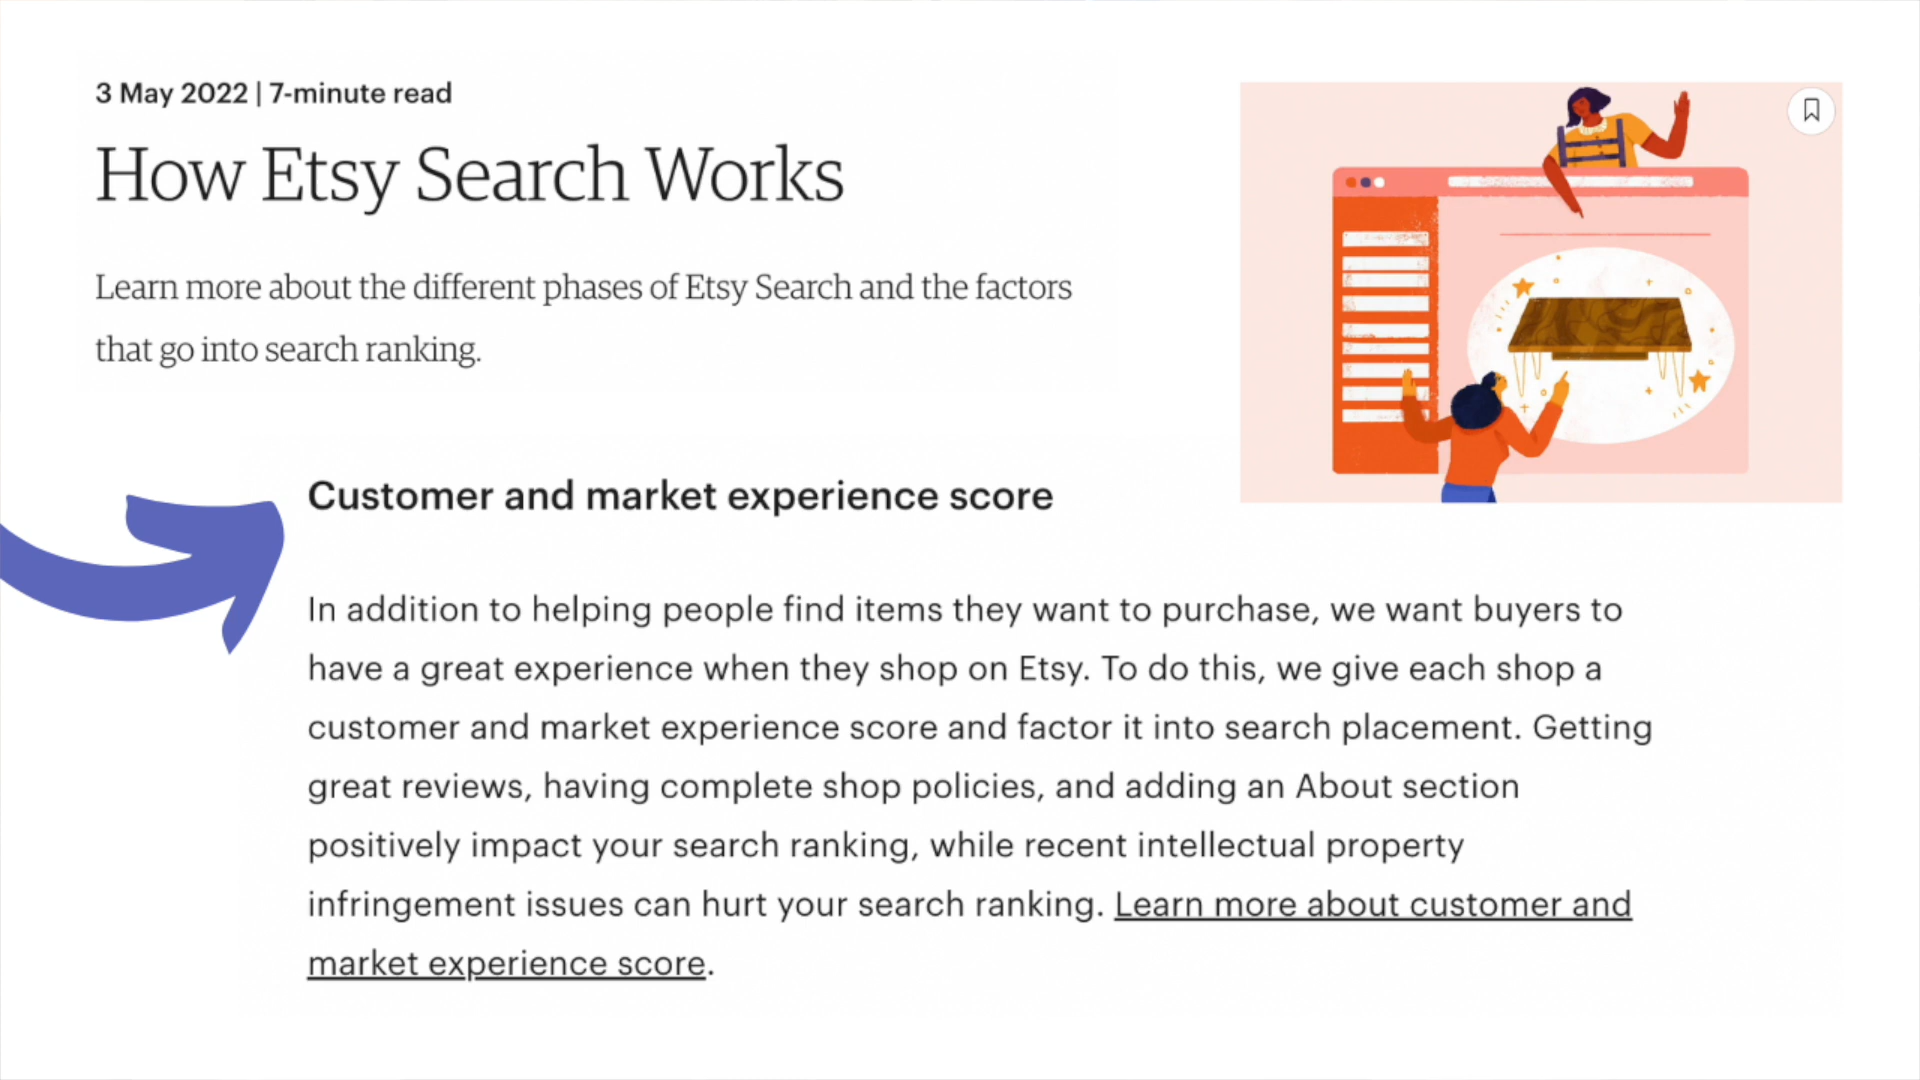 3 May 2022 | 7-minute read
How Etsy Search Works
Learn more about the different phases of Etsy Search and the factors
that go into search ranking.
Customer and market experience score
In addition to helping people find items they want to purchase, we want buyers to
have a great experience when they shop on Etsy. To do this, we give each shop a
customer and market experience score and factor it into search placement. Getting
great reviews, having complete shop policies, and adding an About section
positively impact your search ranking, while recent intellectual property
infringement issues can hurt your search ranking. Learn more about customer and
market experience score.